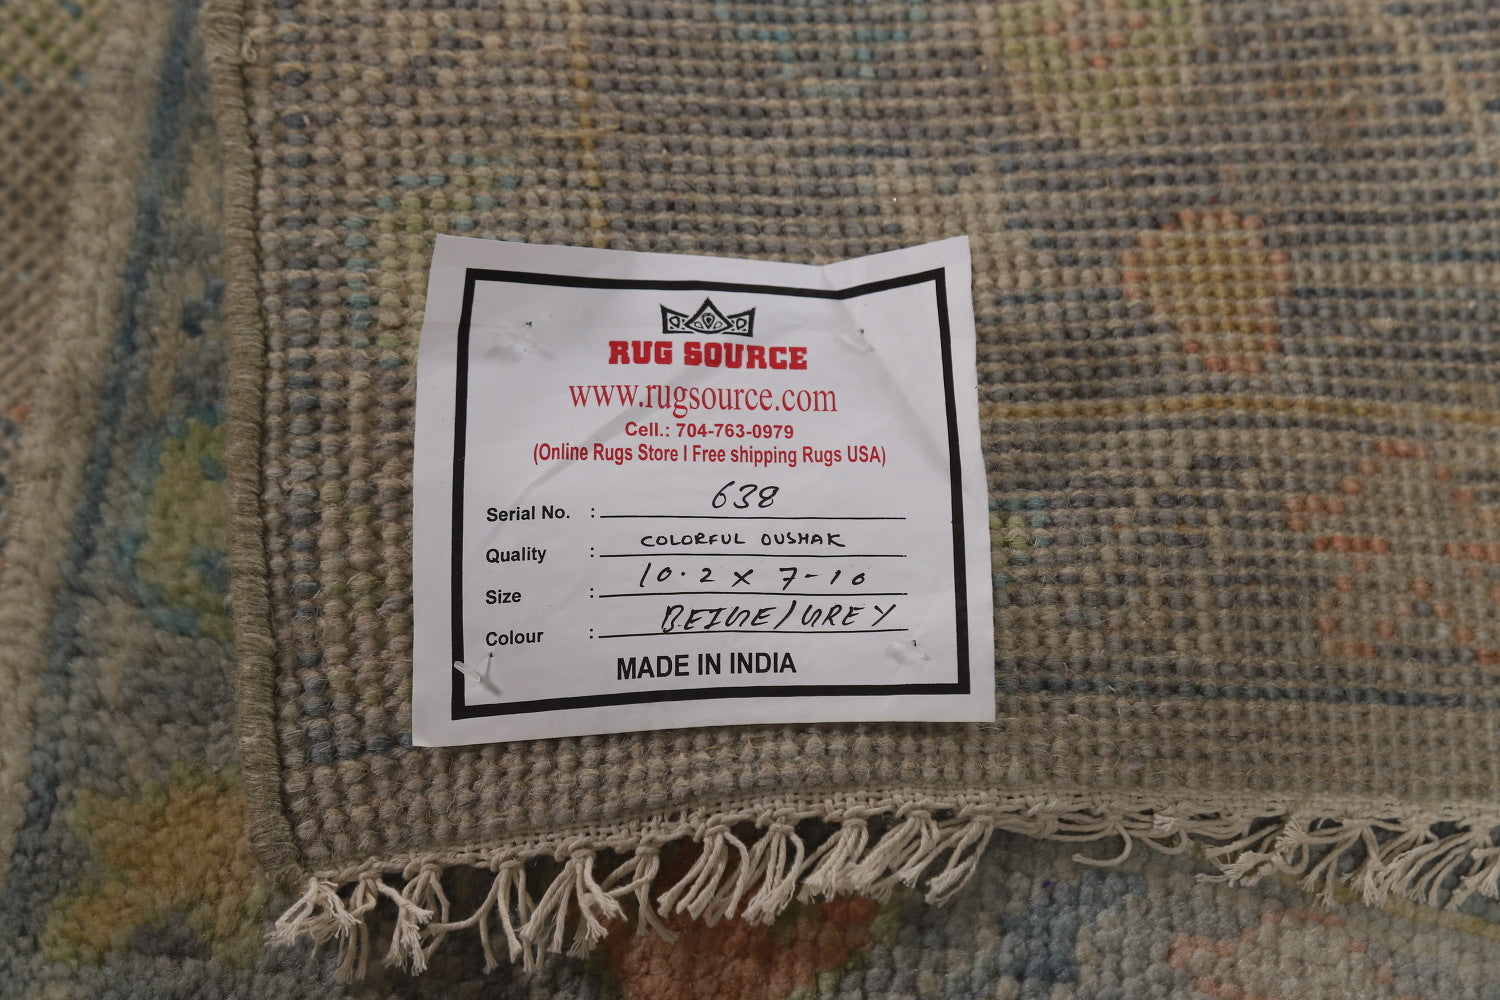 RUG SOURCE
www.rugsource.com
Cell.: 704-763-0979
(Online Rugs Store I Free shipping Rugs USA)
Serial No. : 638
Quality : COLORFUL OUSHAK
Size : 10.2 x 7-10
Colour : BEIGE/GREY
MADE IN INDIA